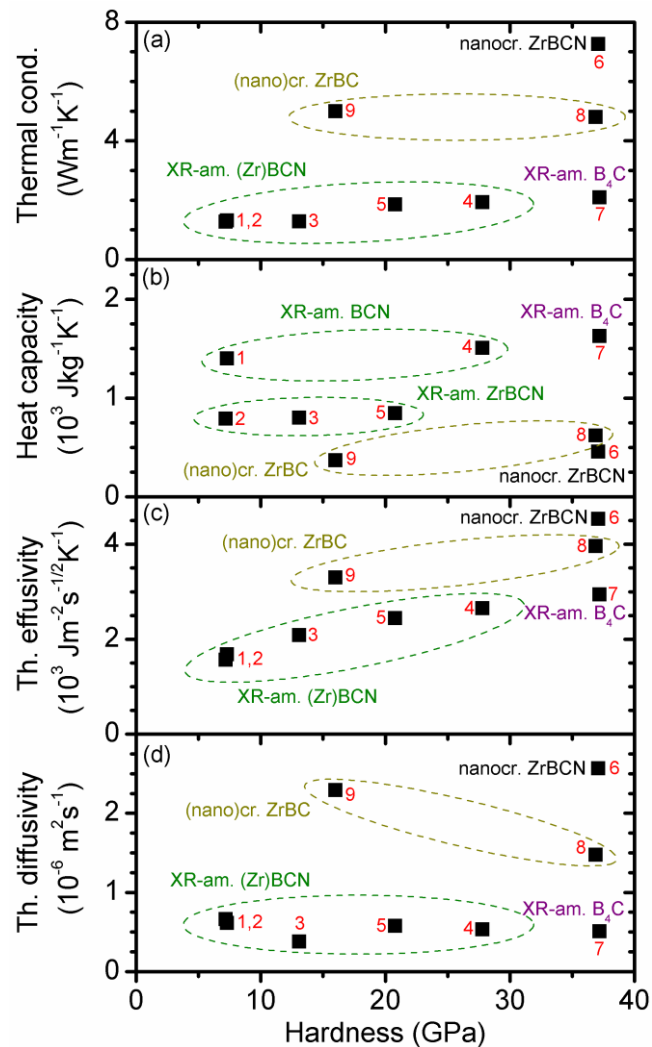 Thermal cond.
(Wm⁻¹K⁻¹)
8
4
0
(a)
nanocr. ZrBCN
6
(nano)cr. ZrBC
9
8
XR-am. (Zr)BCN
XR-am. B₄C
1,2
3
5
4
7
Heat capacity
(10³ Jkg⁻¹K⁻¹)
2
1
0
(b)
XR-am. BCN
XR-am. B₄C
1
4
7
XR-am. ZrBCN
2
3
5
8
(nano)cr. ZrBC
9
6
nanocr. ZrBCN
Th. effusivity
(10³ Jm⁻²s⁻¹/²K⁻¹)
4
2
0
(c)
nanocr. ZrBCN
6
(nano)cr. ZrBC
8
9
7
4
XR-am. B₄C
5
3
1,2
XR-am. (Zr)BCN
Th. diffusivity
(10⁻⁶ m²s⁻¹)
2
1
0
(d)
nanocr. ZrBCN
6
(nano)cr. ZrBC
9
8
XR-am. (Zr)BCN
XR-am. B₄C
1,2
3
5
4
7
0
10
20
30
40
Hardness (GPa)